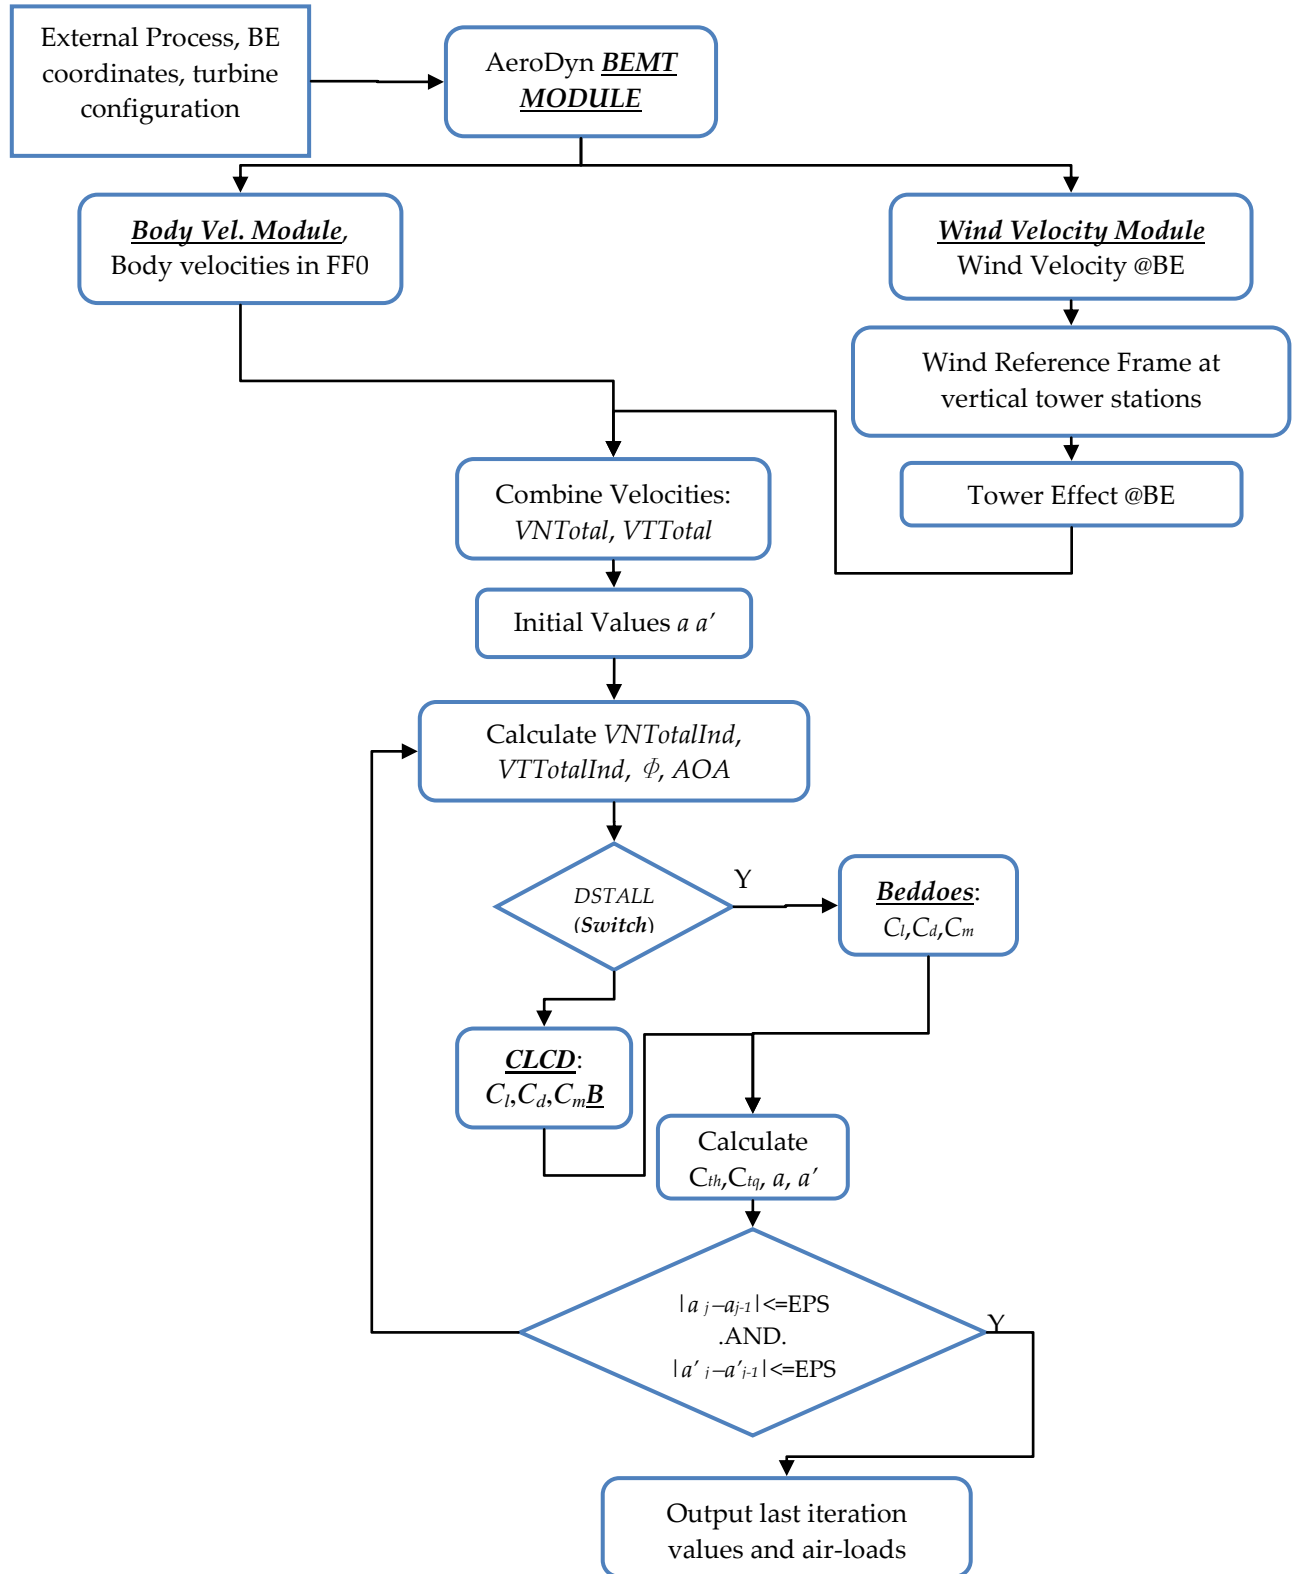 External Process, BE
coordinates, turbine
configuration
AeroDyn BEMT
MODULE
Body Vel. Module,
Body velocities in FF0
Wind Velocity Module
Wind Velocity @BE
Wind Reference Frame at
vertical tower stations
Tower Effect @BE
Combine Velocities:
VNTotal, VTTotal
Initial Values a a’
Calculate VNTotalInd,
VTTotalInd, Φ, AOA
DSTALL
(Switch)
Y
Beddoes:
Cl,Cd,Cm
CLCD:
Cl,Cd,CmB
Calculate
Cth,Ctq, a, a’
|a j–aj-1|<=EPS
.AND.
|a’ j–a’j-1|<=EPS
Y
Output last iteration
values and air-loads